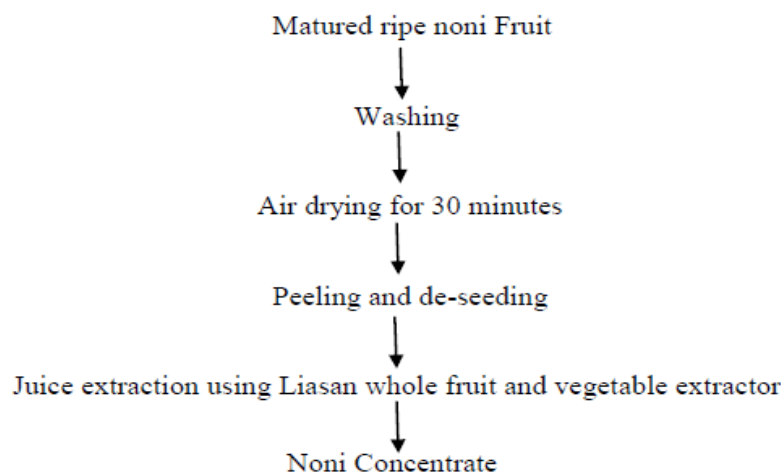 Matured ripe noni Fruit
Washing
Air drying for 30 minutes
Peeling and de-seeding
Juice extraction using Liasan whole fruit and vegetable extractor
Noni Concentrate